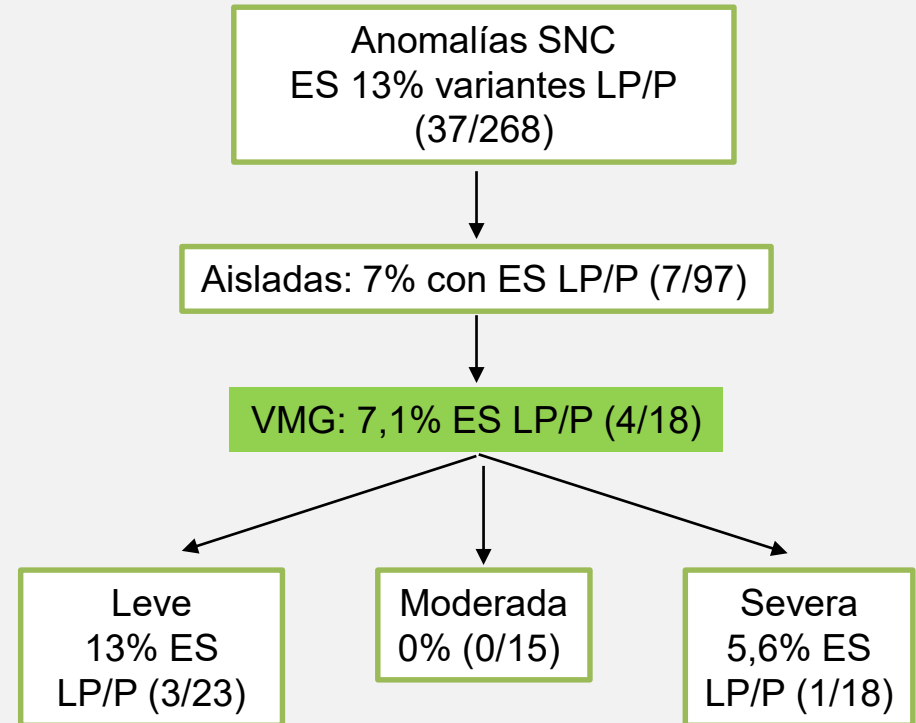 Anomalías SNC
ES 13% variantes LP/P
(37/268)
Aisladas: 7% con ES LP/P (7/97)
VMG: 7,1% ES LP/P (4/18)
Leve
13% ES
LP/P (3/23)
Moderada
0% (0/15)
Severa
5,6% ES
LP/P (1/18)